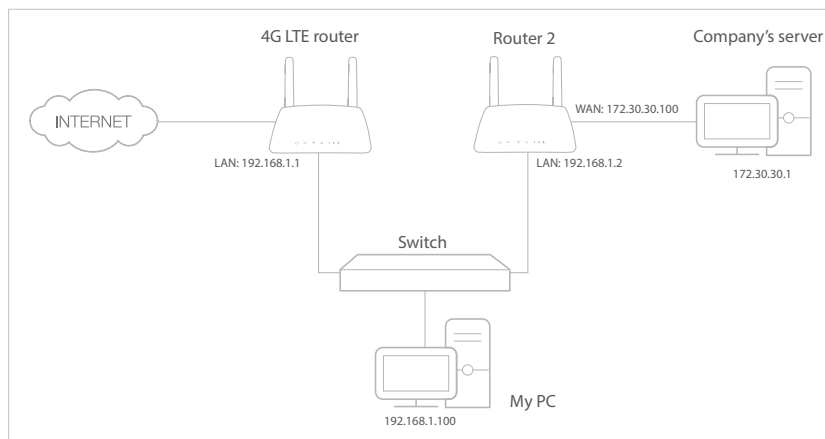 4G LTE router
Router 2
Company's server
INTERNET
WAN: 172.30.30.100
LAN: 192.168.1.1
LAN: 192.168.1.2
172.30.30.1
Switch
My PC
192.168.1.100